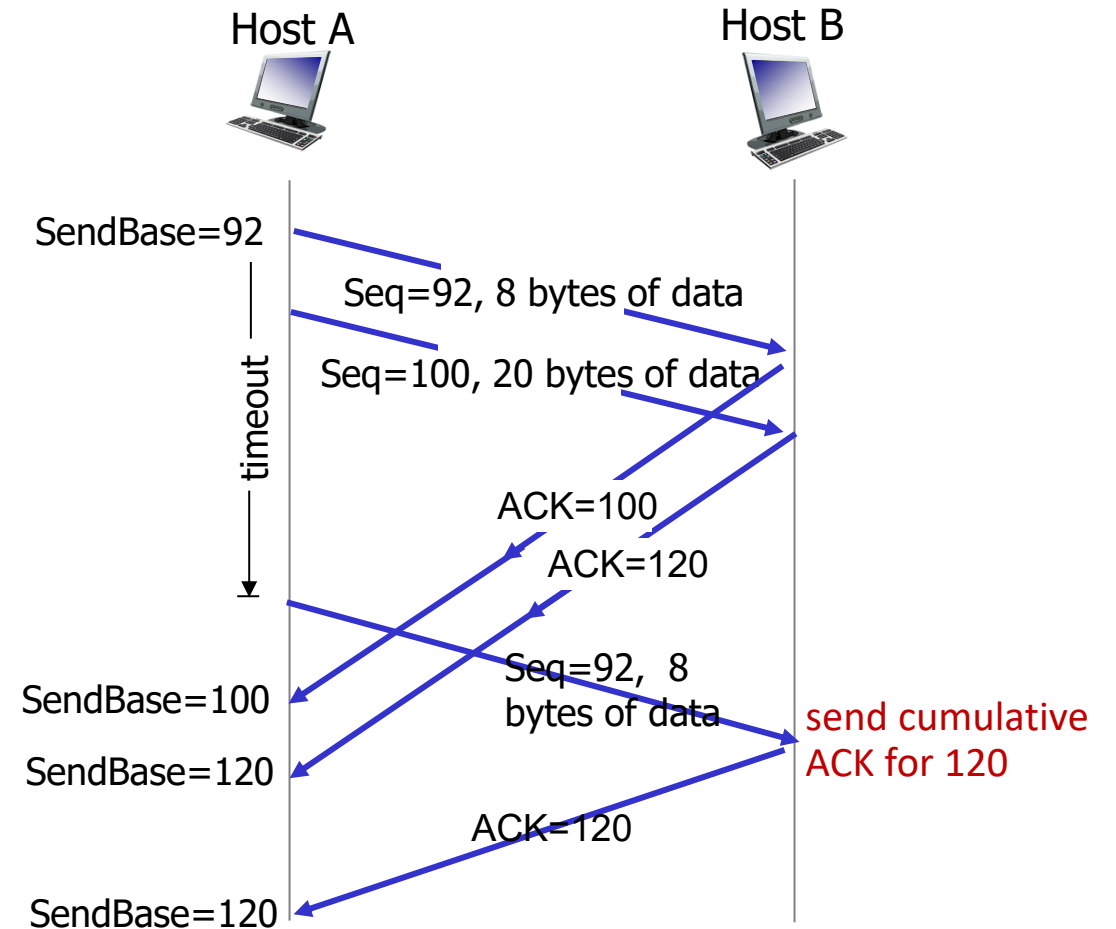 Host A
Host B
SendBase=92
Seq=92, 8 bytes of data
Seq=100, 20 bytes of data
timeout
ACK=100
ACK=120
Seq=92, 8
bytes of data
SendBase=100
send cumulative
ACK for 120
SendBase=120
ACK=120
SendBase=120